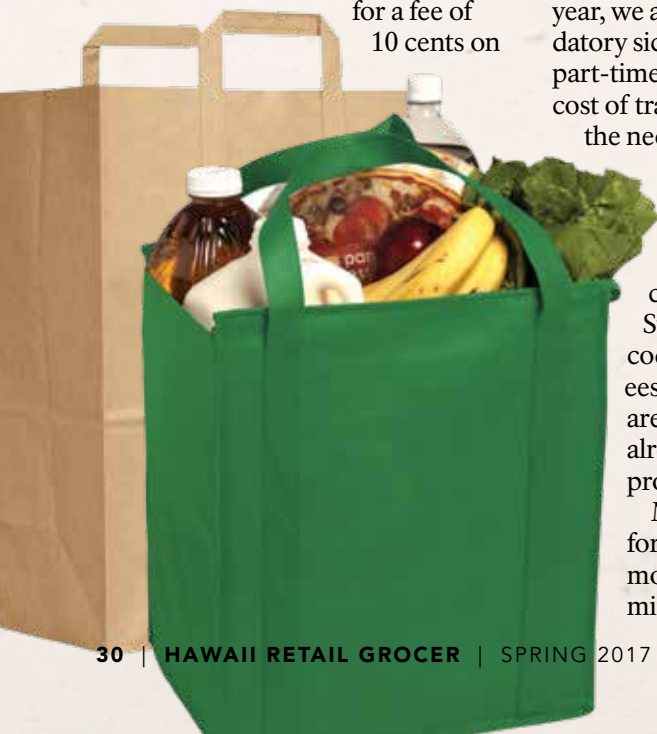 for a fee of
10 cents on
year, we a
datory sic
part-time
cost of tra
the nee
c
S
coo
ees
are
alr
pro
M
for
mo
mi
30 | HAWAII RETAIL GROCER | SPRING 2017